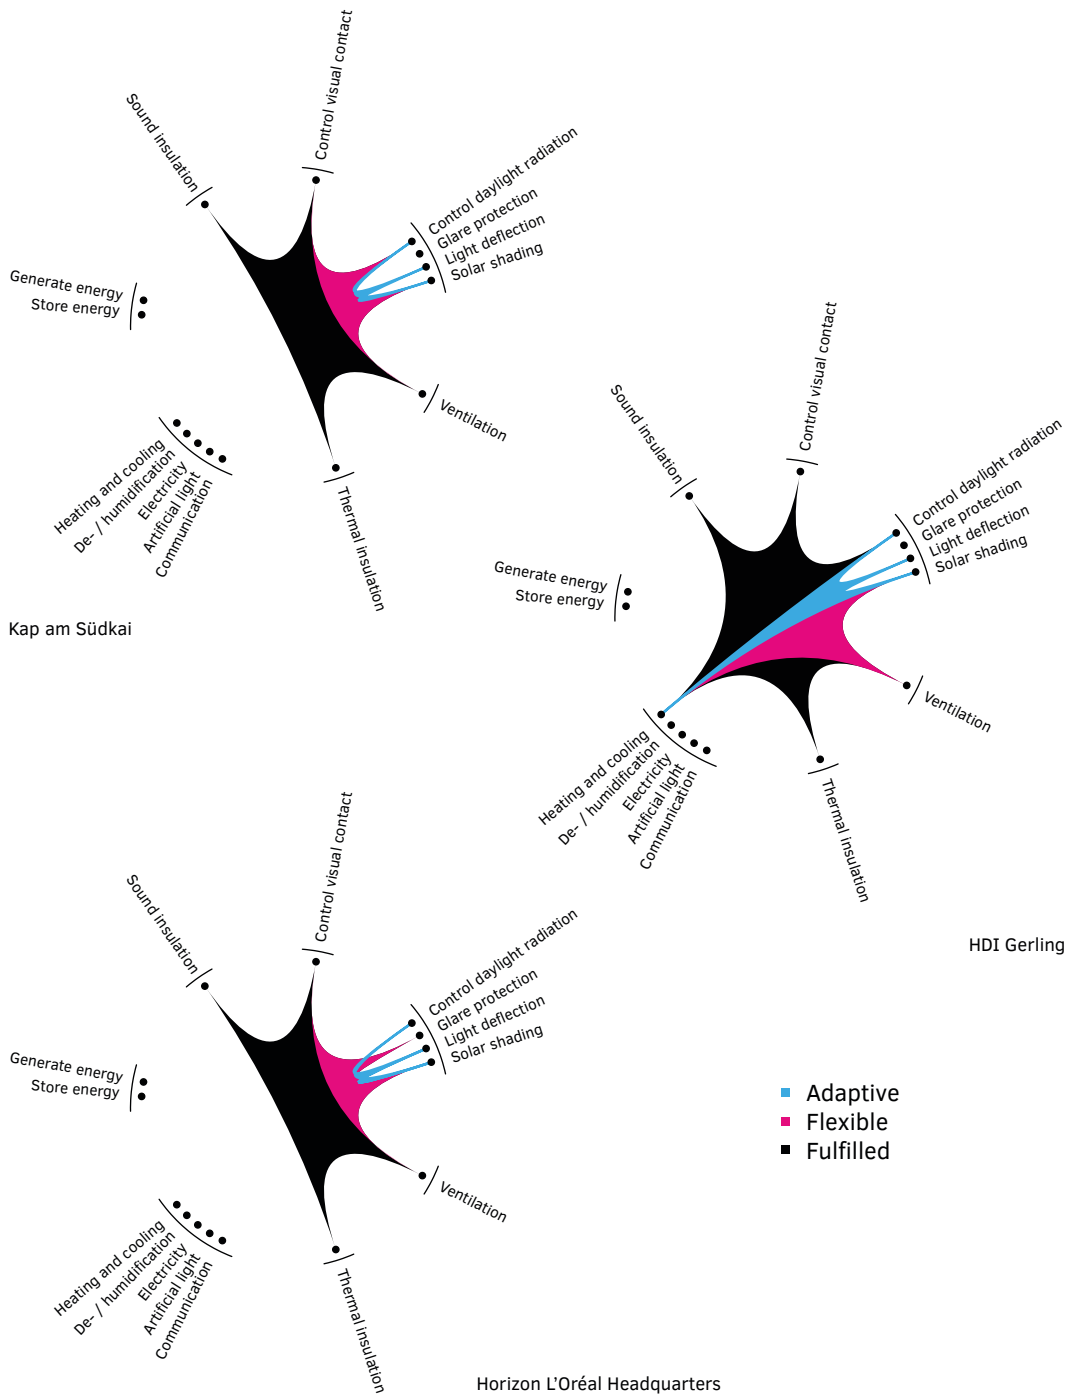 Control visual contact
Sound insulation
Control daylight radiation
Glare protection
Light deflection
Solar shading
Generate energy
Store energy
Ventilation
Heating and cooling
De- / humidification
Electricity
Artificial light
Communication
Thermal insulation
Kap am Südkai
Control visual contact
Sound insulation
Control daylight radiation
Glare protection
Light deflection
Solar shading
Generate energy
Store energy
Ventilation
Heating and cooling
De- / humidification
Electricity
Artificial light
Communication
Thermal insulation
HDI Gerling
Control visual contact
Sound insulation
Control daylight radiation
Glare protection
Light deflection
Solar shading
Generate energy
Store energy
Ventilation
Heating and cooling
De- / humidification
Electricity
Artificial light
Communication
Thermal insulation
Horizon L’Oréal Headquarters
Adaptive
Flexible
Fulfilled